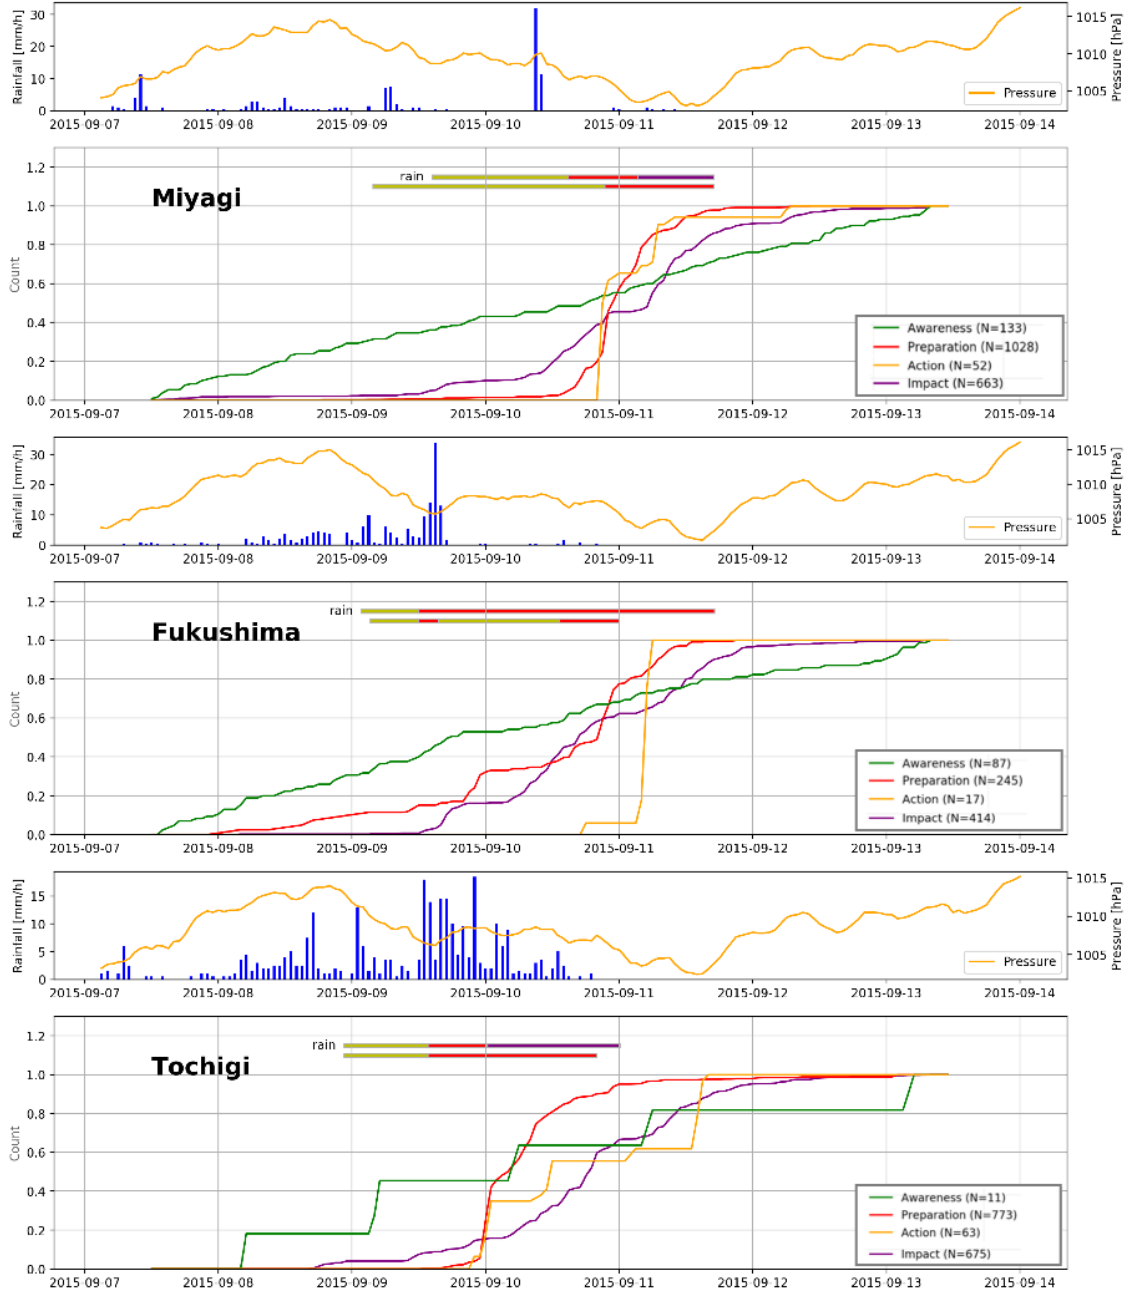 Rainfall [mm/h]
30
20
10
0
1015
1010
1005
Pressure [hPa]
Pressure
2015-09-07 2015-09-08 2015-09-09 2015-09-10 2015-09-11 2015-09-12 2015-09-13 2015-09-14
Count
1.2
1.0
0.8
0.6
0.4
0.2
0.0
rain
Miyagi
Awareness (N=133)
Preparation (N=1028)
Action (N=52)
Impact (N=663)
2015-09-07 2015-09-08 2015-09-09 2015-09-10 2015-09-11 2015-09-12 2015-09-13 2015-09-14
Rainfall [mm/h]
30
20
10
0
1015
1010
1005
Pressure [hPa]
Pressure
2015-09-07 2015-09-08 2015-09-09 2015-09-10 2015-09-11 2015-09-12 2015-09-13 2015-09-14
Count
1.2
1.0
0.8
0.6
0.4
0.2
0.0
rain
Fukushima
Awareness (N=87)
Preparation (N=245)
Action (N=17)
Impact (N=414)
2015-09-07 2015-09-08 2015-09-09 2015-09-10 2015-09-11 2015-09-12 2015-09-13 2015-09-14
Rainfall [mm/h]
15
10
5
0
1015
1010
1005
Pressure [hPa]
Pressure
2015-09-07 2015-09-08 2015-09-09 2015-09-10 2015-09-11 2015-09-12 2015-09-13 2015-09-14
Count
1.2
1.0
0.8
0.6
0.4
0.2
0.0
rain
Tochigi
Awareness (N=11)
Preparation (N=773)
Action (N=63)
Impact (N=675)
2015-09-07 2015-09-08 2015-09-09 2015-09-10 2015-09-11 2015-09-12 2015-09-13 2015-09-14